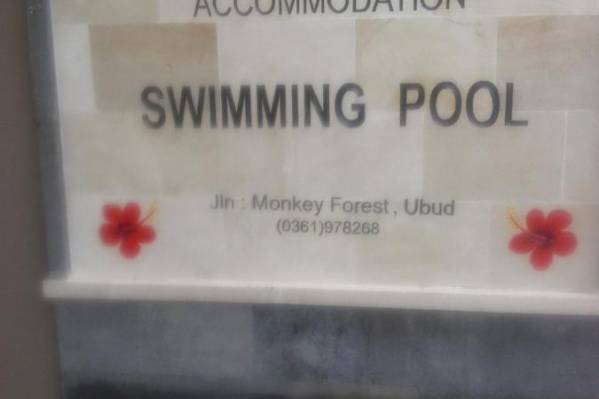 ACCOMMODATION
SWIMMING POOL
Jln : Monkey Forest, Ubud
(0361)978268